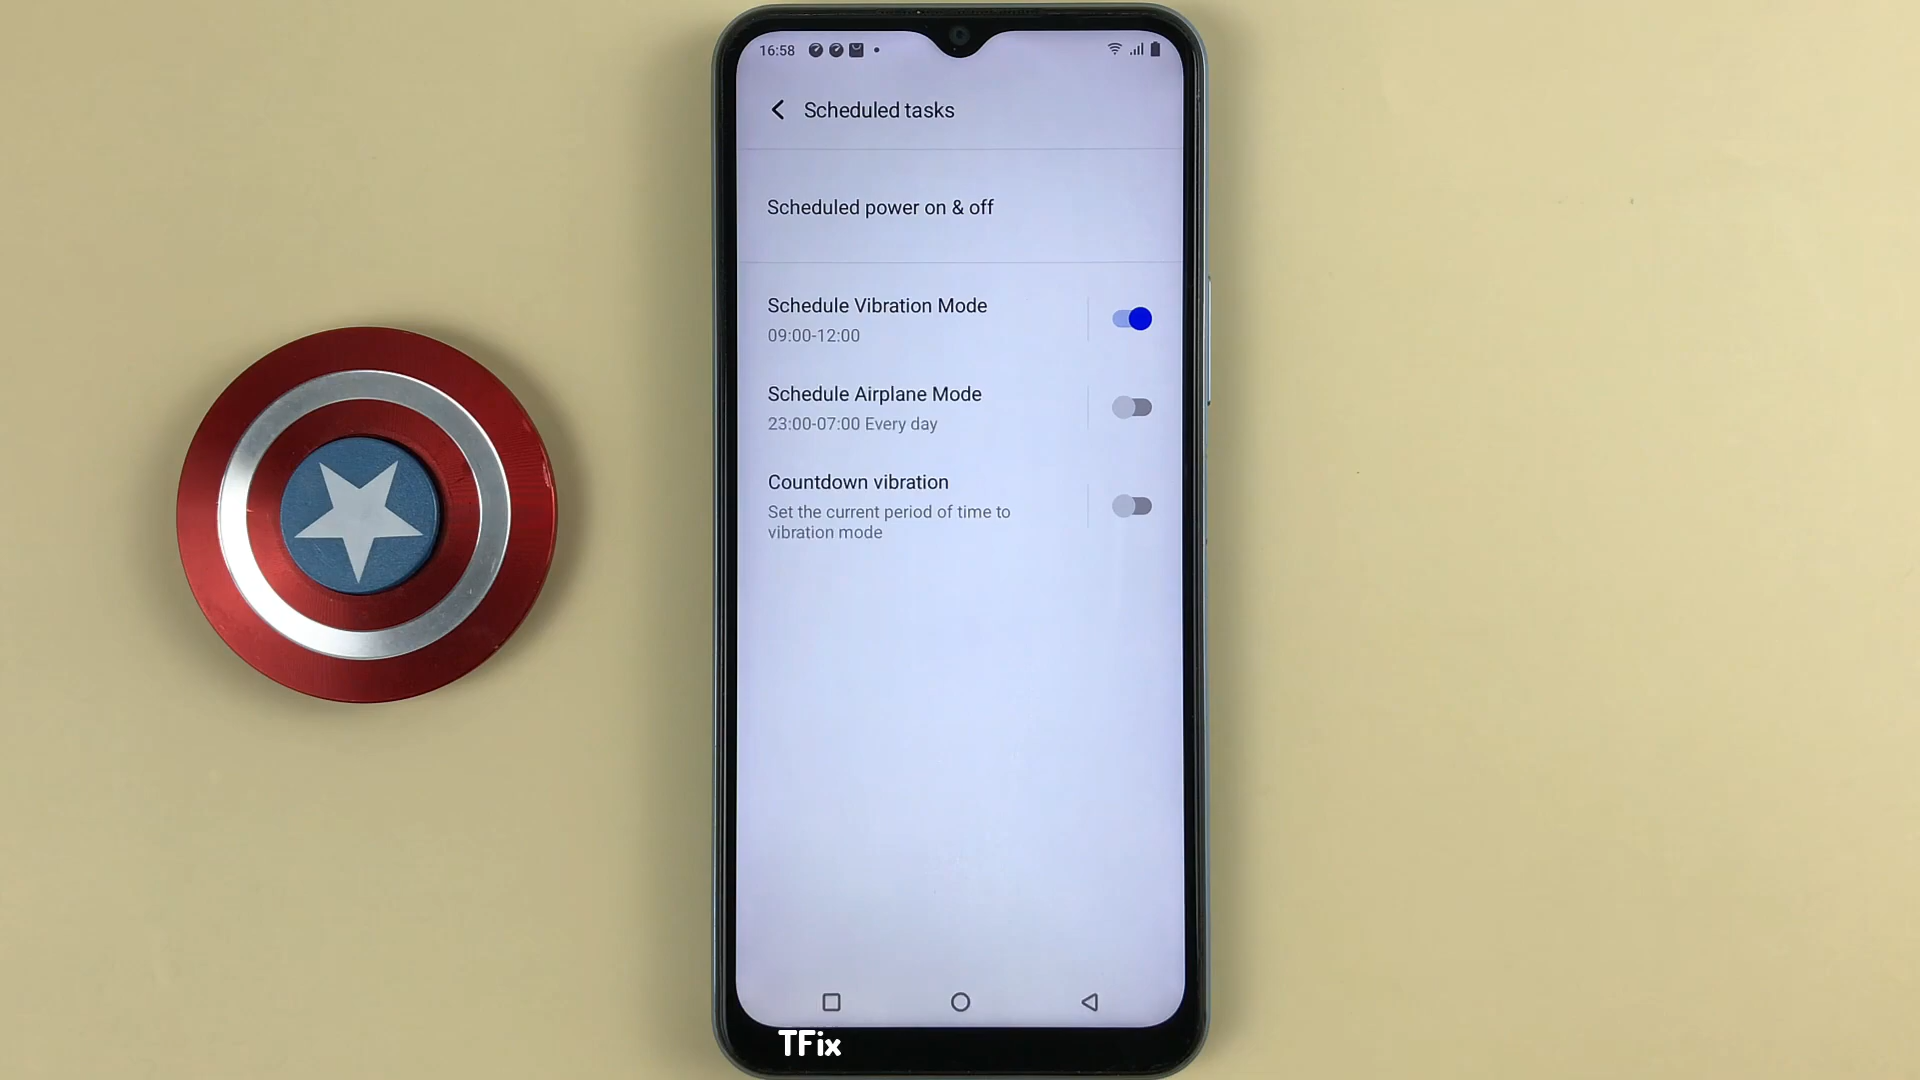 16:58
Scheduled tasks
Scheduled power on & off
Schedule Vibration Mode
09:00-12:00
Schedule Airplane Mode
23:00-07:00 Every day
Countdown vibration
Set the current period of time to
vibration mode
TFix